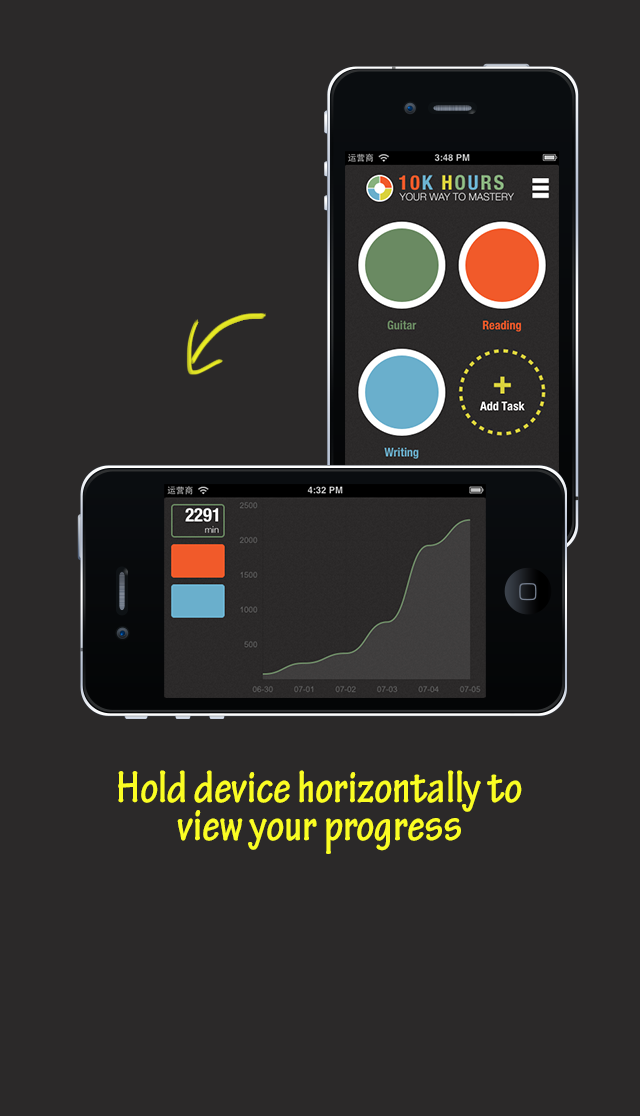 运营商 3:48 PM
10K HOURS
YOUR WAY TO MASTERY
Guitar Reading
+
Add Task
Writing
运营商 4:32 PM
2291
min
2500
2000
1500
1000
500
06-30 07-01 07-02 07-03 07-04 07-05
Hold device horizontally to
view your progress